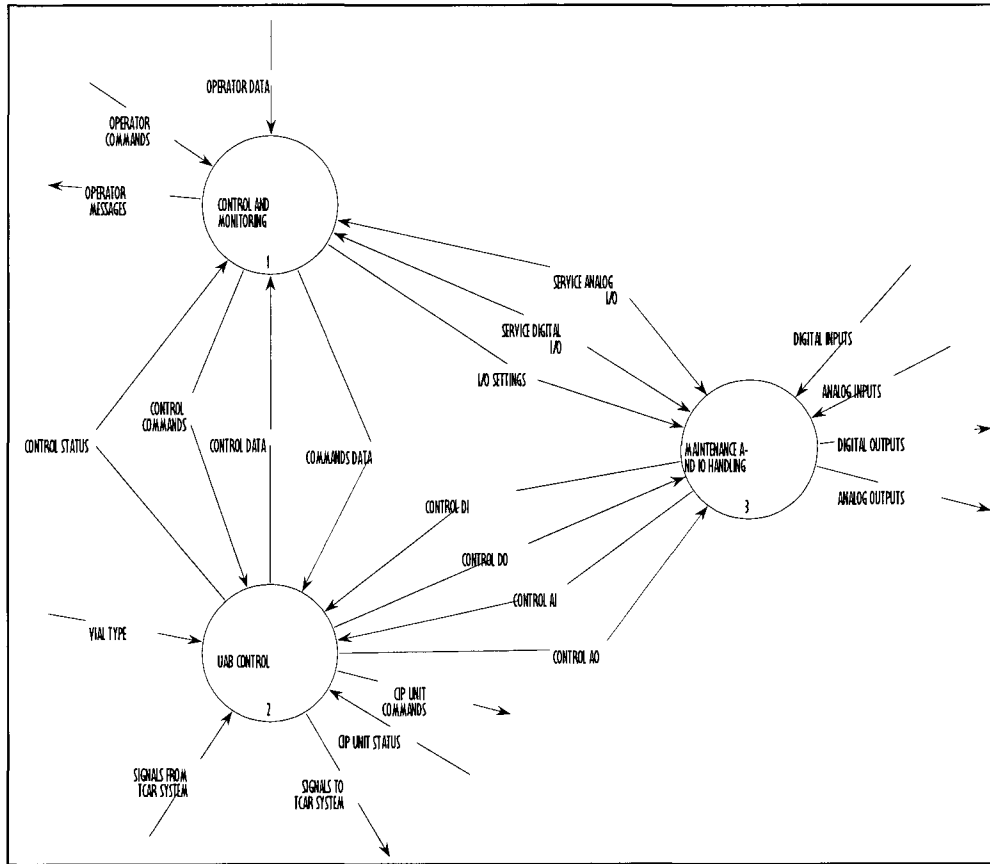 OPERATOR DATA
OPERATOR
COMMANDS
OPERATOR
MESSAGES
CONTROL AND
MONITORING
1
SERVICE ANALOG
I/O
SERVICE DIGITAL
I/O
I/O SETTINGS
DIGITAL INPUTS
ANALOG INPUTS
DIGITAL OUTPUTS
ANALOG OUTPUTS
MAINTENANCE A-
ND IO HANDLING
3
CONTROL STATUS
CONTROL
COMMANDS
CONTROL DATA
COMMANDS DATA
CONTROL DI
CONTROL DO
CONTROL AI
CONTROL AO
VIAL TYPE
UAB CONTROL
2
CIP UNIT
COMMANDS
CIP UNIT STATUS
SIGNALS FROM
TCAR SYSTEM
SIGNALS TO
TCAR SYSTEM